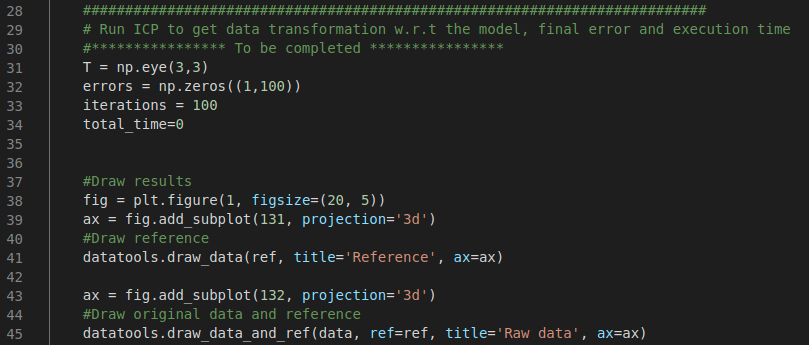 28 ##########################################################################
29 # Run ICP to get data transformation w.r.t the model, final error and execution time
30 #**************** To be completed ****************
31 T = np.eye(3,3)
32 errors = np.zeros((1,100))
33 iterations = 100
34 total_time=0
35
36
37 #Draw results
38 fig = plt.figure(1, figsize=(20, 5))
39 ax = fig.add_subplot(131, projection='3d')
40 #Draw reference
41 datatools.draw_data(ref, title='Reference', ax=ax)
42
43 ax = fig.add_subplot(132, projection='3d')
44 #Draw original data and reference
45 datatools.draw_data_and_ref(data, ref=ref, title='Raw data', ax=ax)